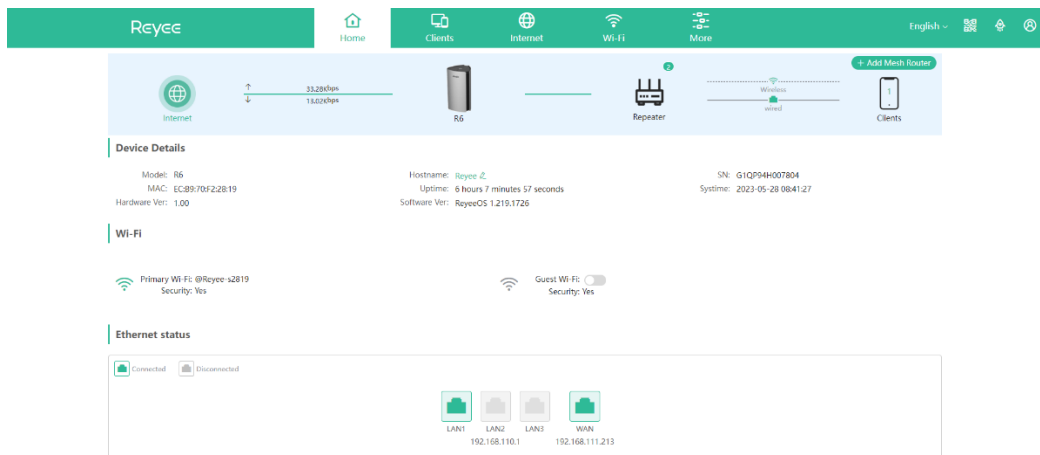 Reyee
Home Clients Internet Wi-Fi More English
+ Add Mesh Router
2
↑ 33.28kbps
↓ 13.02kbps
Wireless
1
wired
Internet R6 Repeater Clients
Device Details
Model: R6 Hostname: Reyee SN: G1QP94H007804
MAC: EC:B9:70:F2:28:19 Uptime: 6 hours 7 minutes 57 seconds Systime: 2023-05-28 08:41:27
Hardware Ver: 1.00 Software Ver: ReyeeOS 1.219.1726
Wi-Fi
Primary Wi-Fi: @Reyee-s2819 Guest Wi-Fi:
Security: Yes Security: Yes
Ethernet status
Connected Disconnected
LAN1 LAN2 LAN3 WAN
192.168.110.1 192.168.111.213